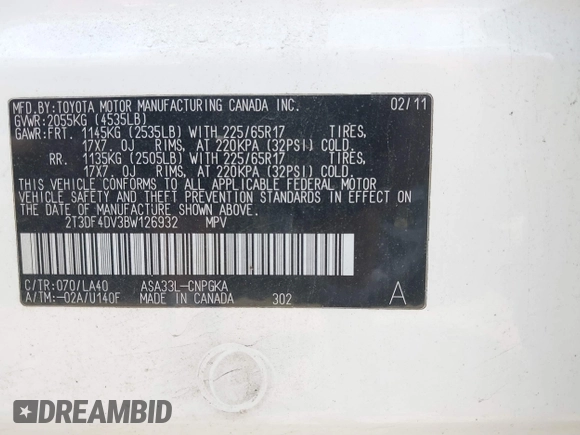 MFD.BY:TOYOTA MOTOR MANUFACTURING CANADA INC. 02/11
GVWR:2055KG (4535LB)
GAWR:FRT. 1145KG (2535LB) WITH 225/65R17 TIRES,
17X7.0J RIMS, AT 220KPA (32PSI) COLD.
RR. 1135KG (2505LB) WITH 225/65R17 TIRES,
17X7.0J RIMS, AT 220KPA (32PSI) COLD.
THIS VEHICLE CONFORMS TO ALL APPLICABLE FEDERAL MOTOR
VEHICLE SAFETY AND THEFT PREVENTION STANDARDS IN EFFECT ON
THE DATE OF MANUFACTURE SHOWN ABOVE.
2T3DF4DV3BW126932 MPV
C/TR:070/LA40 ASA33L-CNPGKA
A/TM:-02A/U140F MADE IN CANADA 302 A
DREAMBID